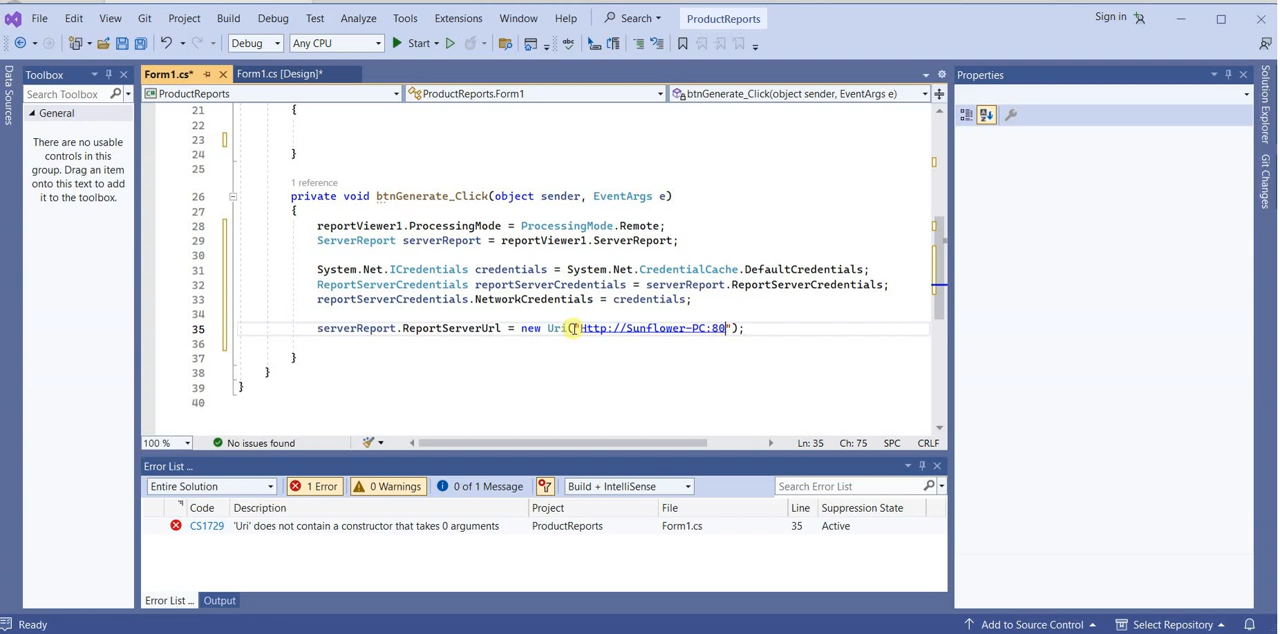 File Edit View Git Project Build Debug Test Analyze Tools Extensions Window Help Search ProductReports Sign in
Debug Any CPU Start abc
Data Sources
Toolbox
Search Toolbox
General
There are no usable
controls in this
group. Drag an item
onto this text to add
it to the toolbox.
Form1.cs* Form1.cs [Design]*
ProductReports ProductReports.Form1 btnGenerate_Click(object sender, EventArgs e)
21 {
22
23
24 }
25
1 reference
26 private void btnGenerate_Click(object sender, EventArgs e)
27 {
28 reportViewer1.ProcessingMode = ProcessingMode.Remote;
29 ServerReport serverReport = reportViewer1.ServerReport;
30
31 System.Net.ICredentials credentials = System.Net.CredentialCache.DefaultCredentials;
32 ReportServerCredentials reportServerCredentials = serverReport.ReportServerCredentials;
33 reportServerCredentials.NetworkCredentials = credentials;
34
35 serverReport.ReportServerUrl = new Uri("Http://Sunflower-PC:80");
36
37 }
38 }
39 }
40
100 % No issues found Ln: 35 Ch: 75 SPC CRLF
Error List ...
Entire Solution 1 Error 0 Warnings 0 of 1 Message Build + IntelliSense Search Error List
Code Description Project File Line Suppression State
CS1729 'Uri' does not contain a constructor that takes 0 arguments ProductReports Form1.cs 35 Active
Error List ... Output
Properties
Solution Explorer
Git Changes
Ready Add to Source Control Select Repository